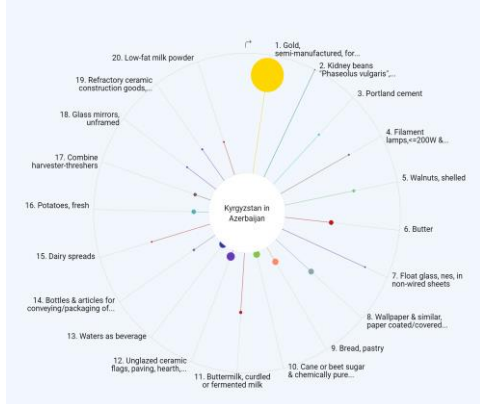 1. Gold,
semi-manufactured, for...
2. Kidney beans
"Phaseolus vulgaris",...
3. Portland cement
4. Filament
lamps,<=200W &...
5. Walnuts, shelled
6. Butter
7. Float glass, nes, in
non-wired sheets
8. Wallpaper & similar,
paper coated/covered...
9. Bread, pastry
10. Cane or beet sugar
& chemically pure...
11. Buttermilk, curdled
or fermented milk
12. Unglazed ceramic
flags, paving, hearth,...
13. Waters as beverage
14. Bottles & articles for
conveying/packaging of...
15. Dairy spreads
16. Potatoes, fresh
17. Combine
harvester-threshers
18. Glass mirrors,
unframed
19. Refractory ceramic
construction goods,...
20. Low-fat milk powder
Kyrgyzstan in
Azerbaijan